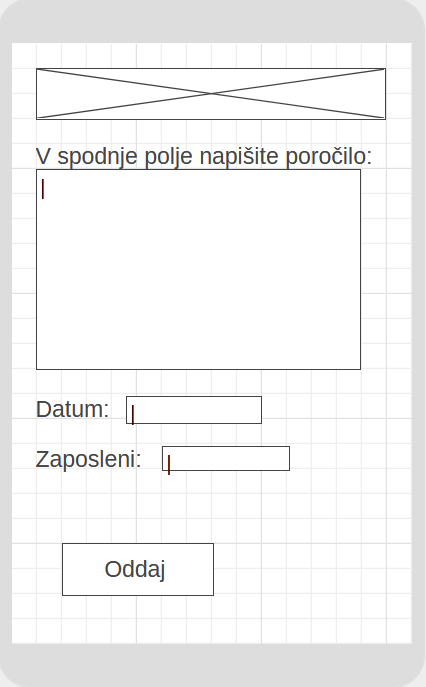 V spodnje polje napišite poročilo:
Datum:
Zaposleni:
Oddaj